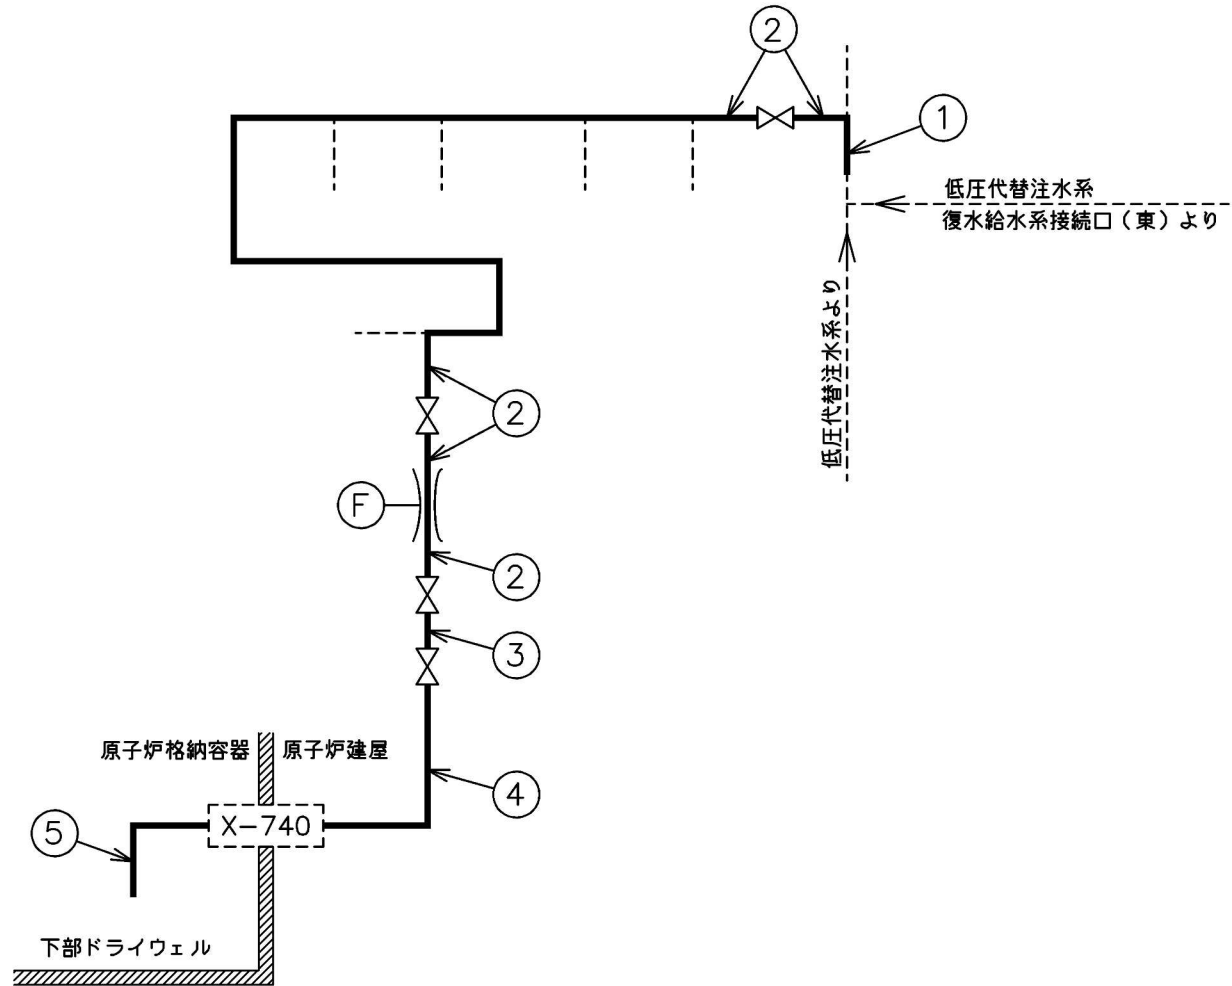 ②
①
低圧代替注水系
復水給水系接続口（東）より
低圧代替注水系より
②
F
②
③
原子炉格納容器
原子炉建屋
④
X-740
⑤
下部ドライウェル